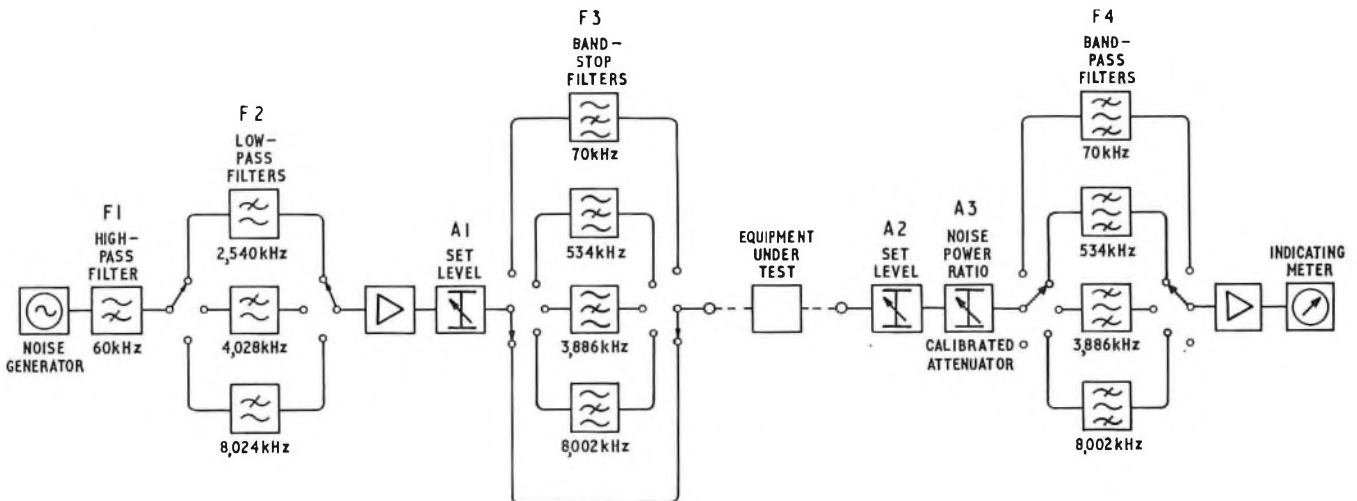 F1
HIGH-
PASS
FILTER
60kHz
NOISE
GENERATOR
F2
LOW-
PASS
FILTERS
2,540kHz
4,028kHz
8,024kHz
A1
SET
LEVEL
F3
BAND-
STOP
FILTERS
70kHz
534kHz
3,886kHz
8,002kHz
EQUIPMENT
UNDER
TEST
A2
SET
LEVEL
A3
NOISE
POWER
RATIO
CALIBRATED
ATTENUATOR
F4
BAND-
PASS
FILTERS
70kHz
534kHz
3,886kHz
8,002kHz
INDICATING
METER